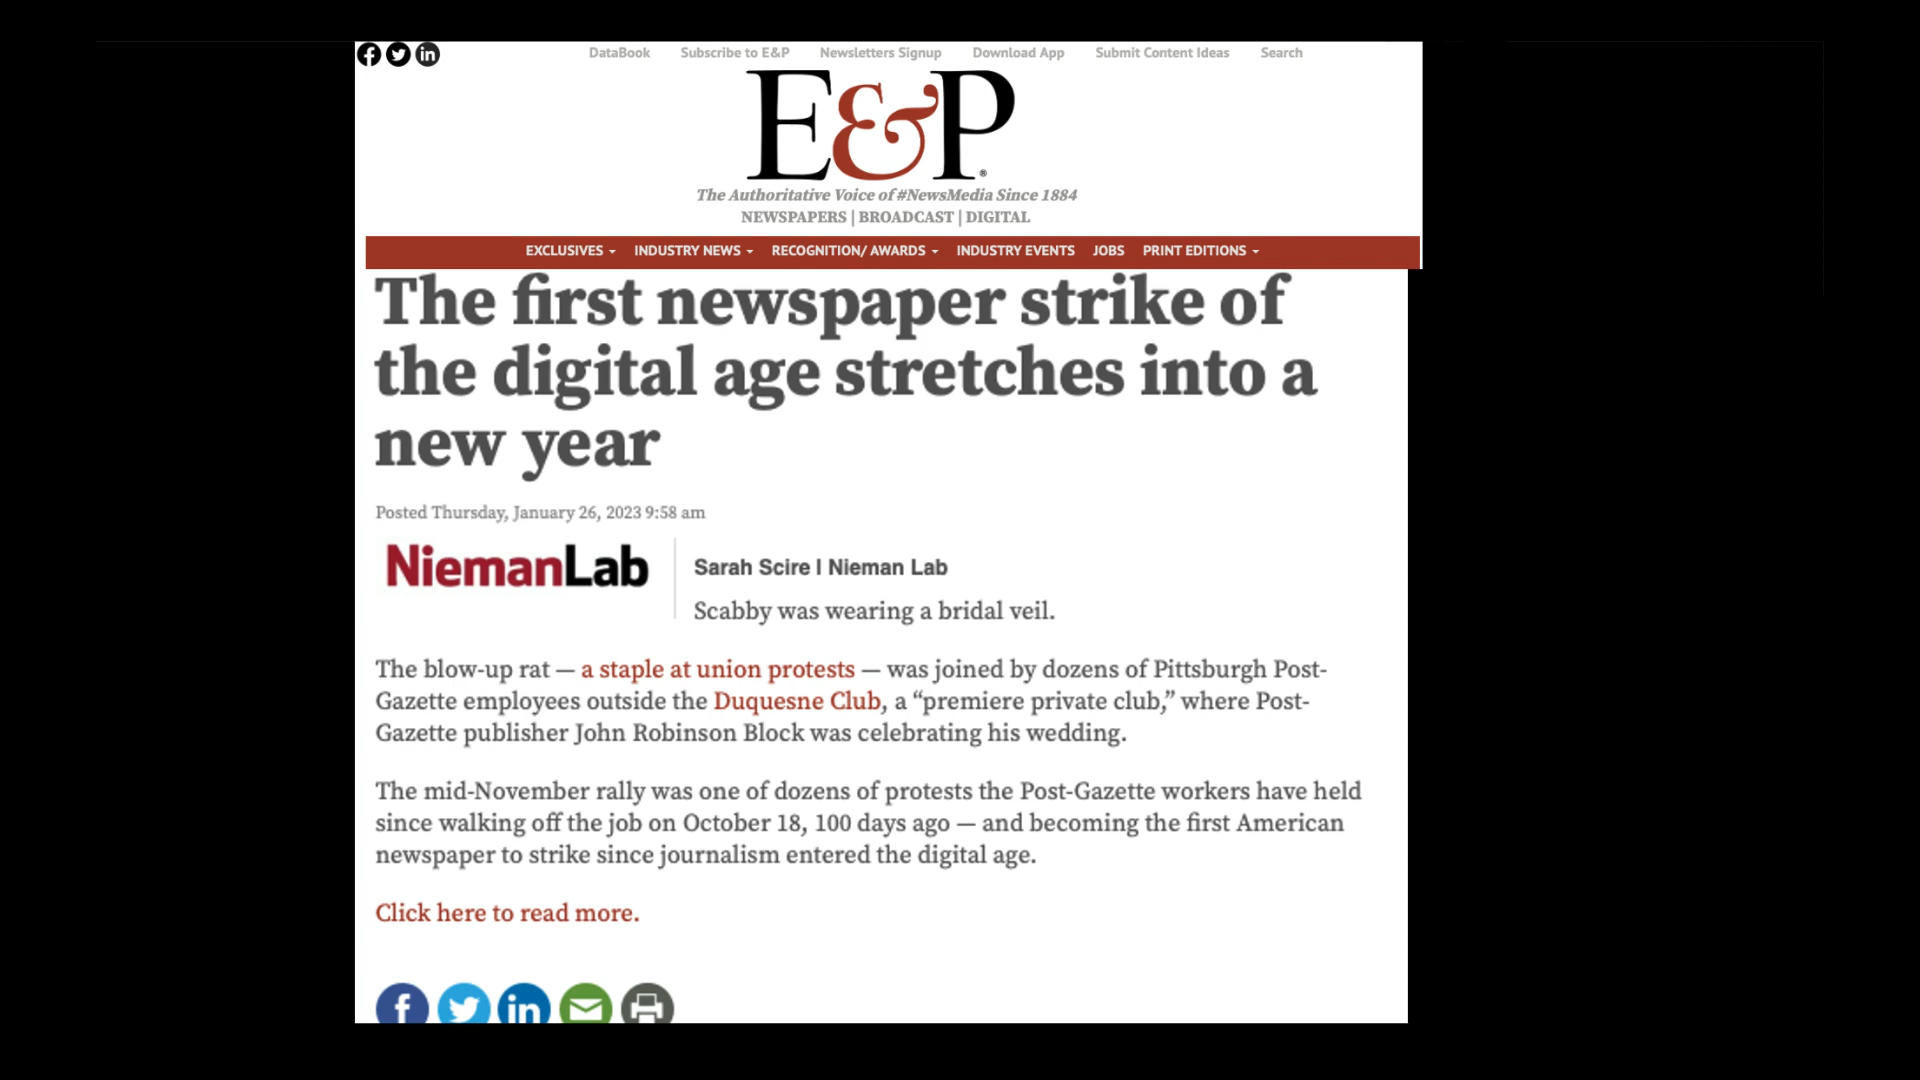 DataBook Subscribe to E&P Newsletters Signup Download App Submit Content Ideas Search
E&P®
The Authoritative Voice of #NewsMedia Since 1884
NEWSPAPERS | BROADCAST | DIGITAL
EXCLUSIVES INDUSTRY NEWS RECOGNITION/ AWARDS INDUSTRY EVENTS JOBS PRINT EDITIONS
The first newspaper strike of
the digital age stretches into a
new year
Posted Thursday, January 26, 2023 9:58 am
NiemanLab
Sarah Scire | Nieman Lab
Scabby was wearing a bridal veil.
The blow-up rat — a staple at union protests — was joined by dozens of Pittsburgh Post-
Gazette employees outside the Duquesne Club, a “premiere private club,” where Post-
Gazette publisher John Robinson Block was celebrating his wedding.
The mid-November rally was one of dozens of protests the Post-Gazette workers have held
since walking off the job on October 18, 100 days ago — and becoming the first American
newspaper to strike since journalism entered the digital age.
Click here to read more.